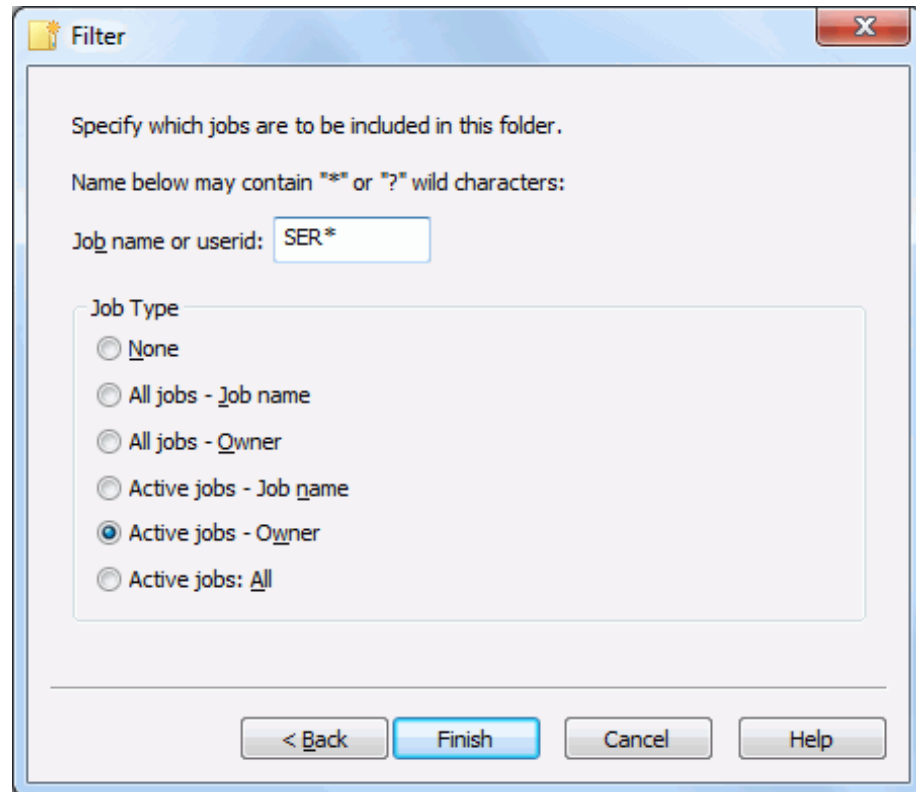 Filter
Specify which jobs are to be included in this folder.
Name below may contain "*" or "?" wild characters:
Job name or userid: SER*
Job Type
None
All jobs - Job name
All jobs - Owner
Active jobs - Job name
Active jobs - Owner
Active jobs: All
< Back Finish Cancel Help